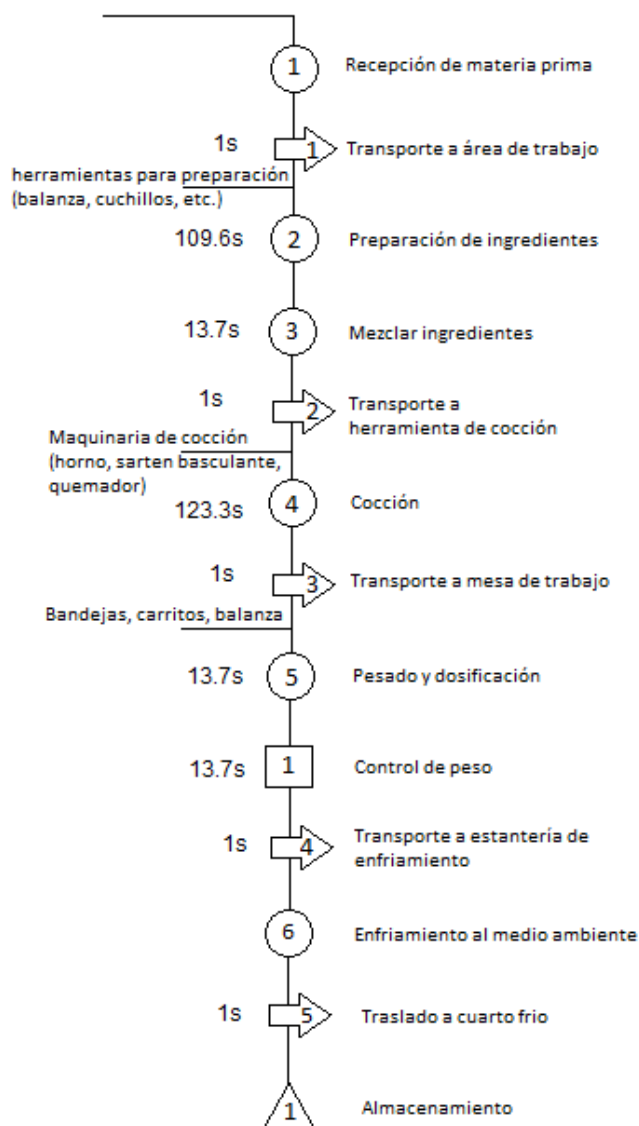 1 Recepción de materia prima
1s 1 Transporte a área de trabajo
herramientas para preparación
(balanza, cuchillos, etc.)
109.6s 2 Preparación de ingredientes
13.7s 3 Mezclar ingredientes
1s 2 Transporte a
herramienta de cocción
Maquinaria de cocción
(horno, sarten basculante,
quemador)
123.3s 4 Cocción
1s 3 Transporte a mesa de trabajo
Bandejas, carritos, balanza
13.7s 5 Pesado y dosificación
13.7s 1 Control de peso
1s 4 Transporte a estantería de
enfriamiento
6 Enfriamiento al medio ambiente
1s 5 Traslado a cuarto frio
1 Almacenamiento